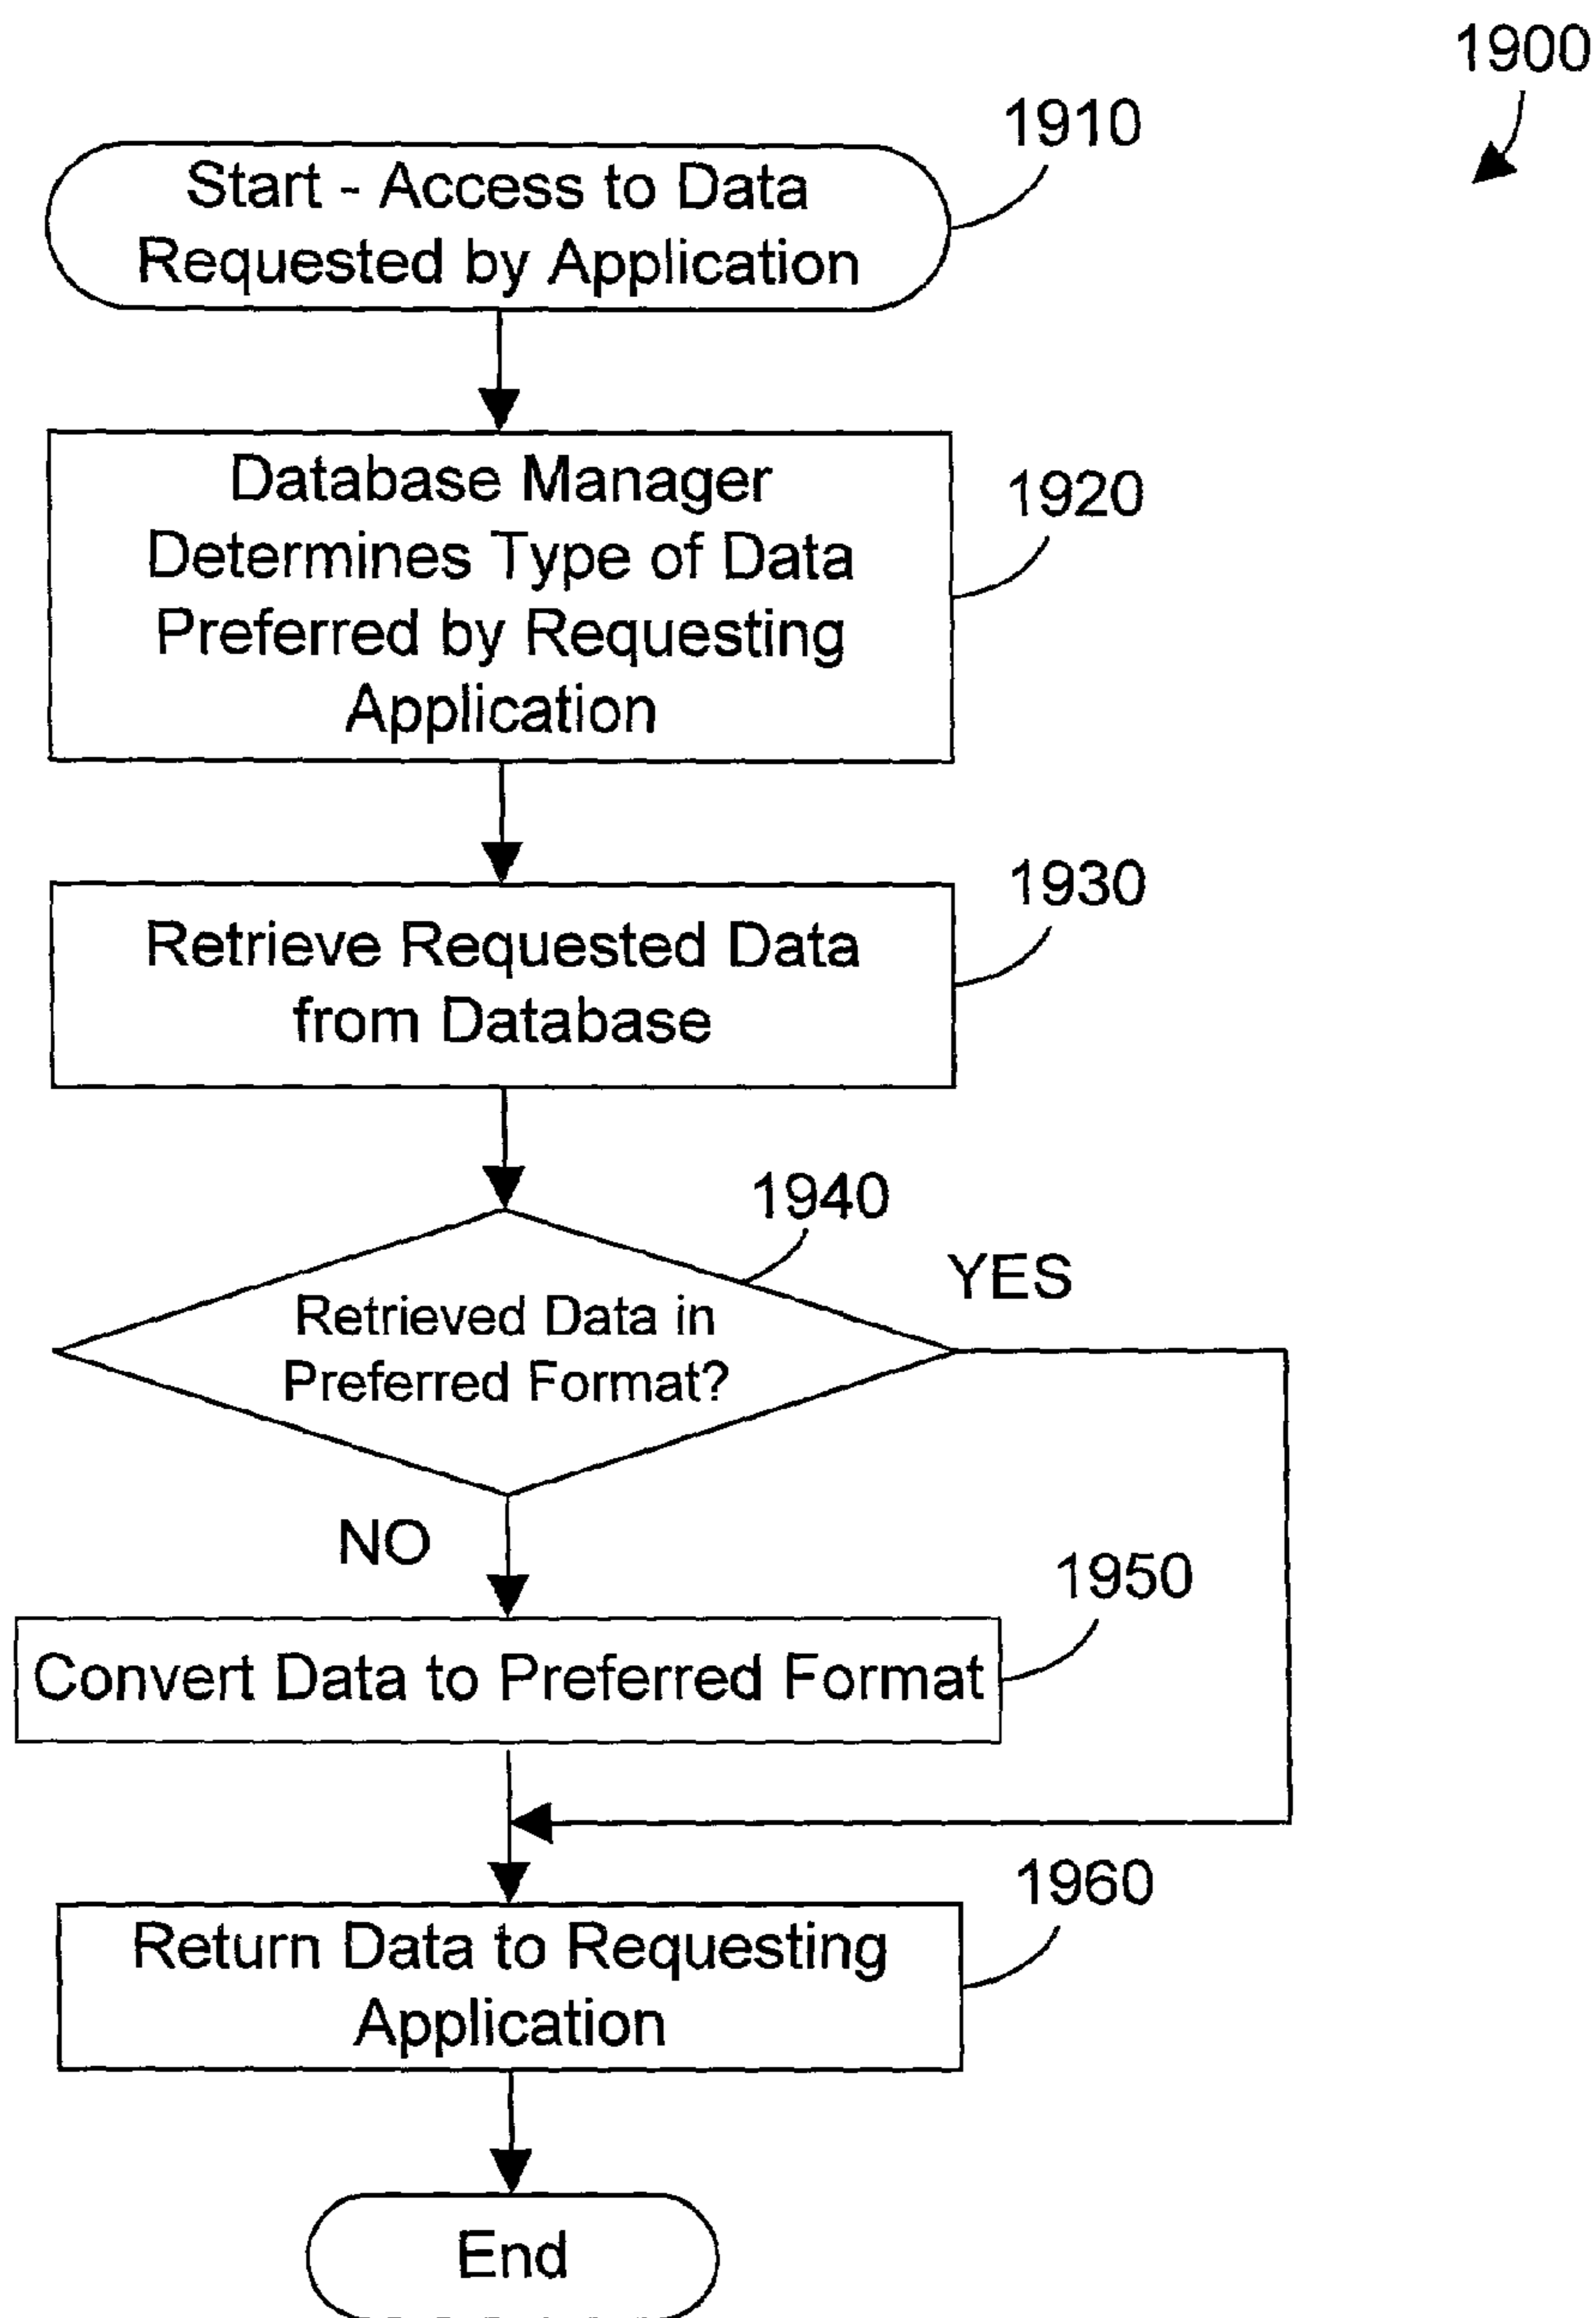 1900
1910
Start - Access to Data
Requested by Application
Database Manager
Determines Type of Data
Preferred by Requesting
Application
1920
1930
Retrieve Requested Data
from Database
1940
YES
Retrieved Data in
Preferred Format?
NO
1950
Convert Data to Preferred Format
1960
Return Data to Requesting
Application
End